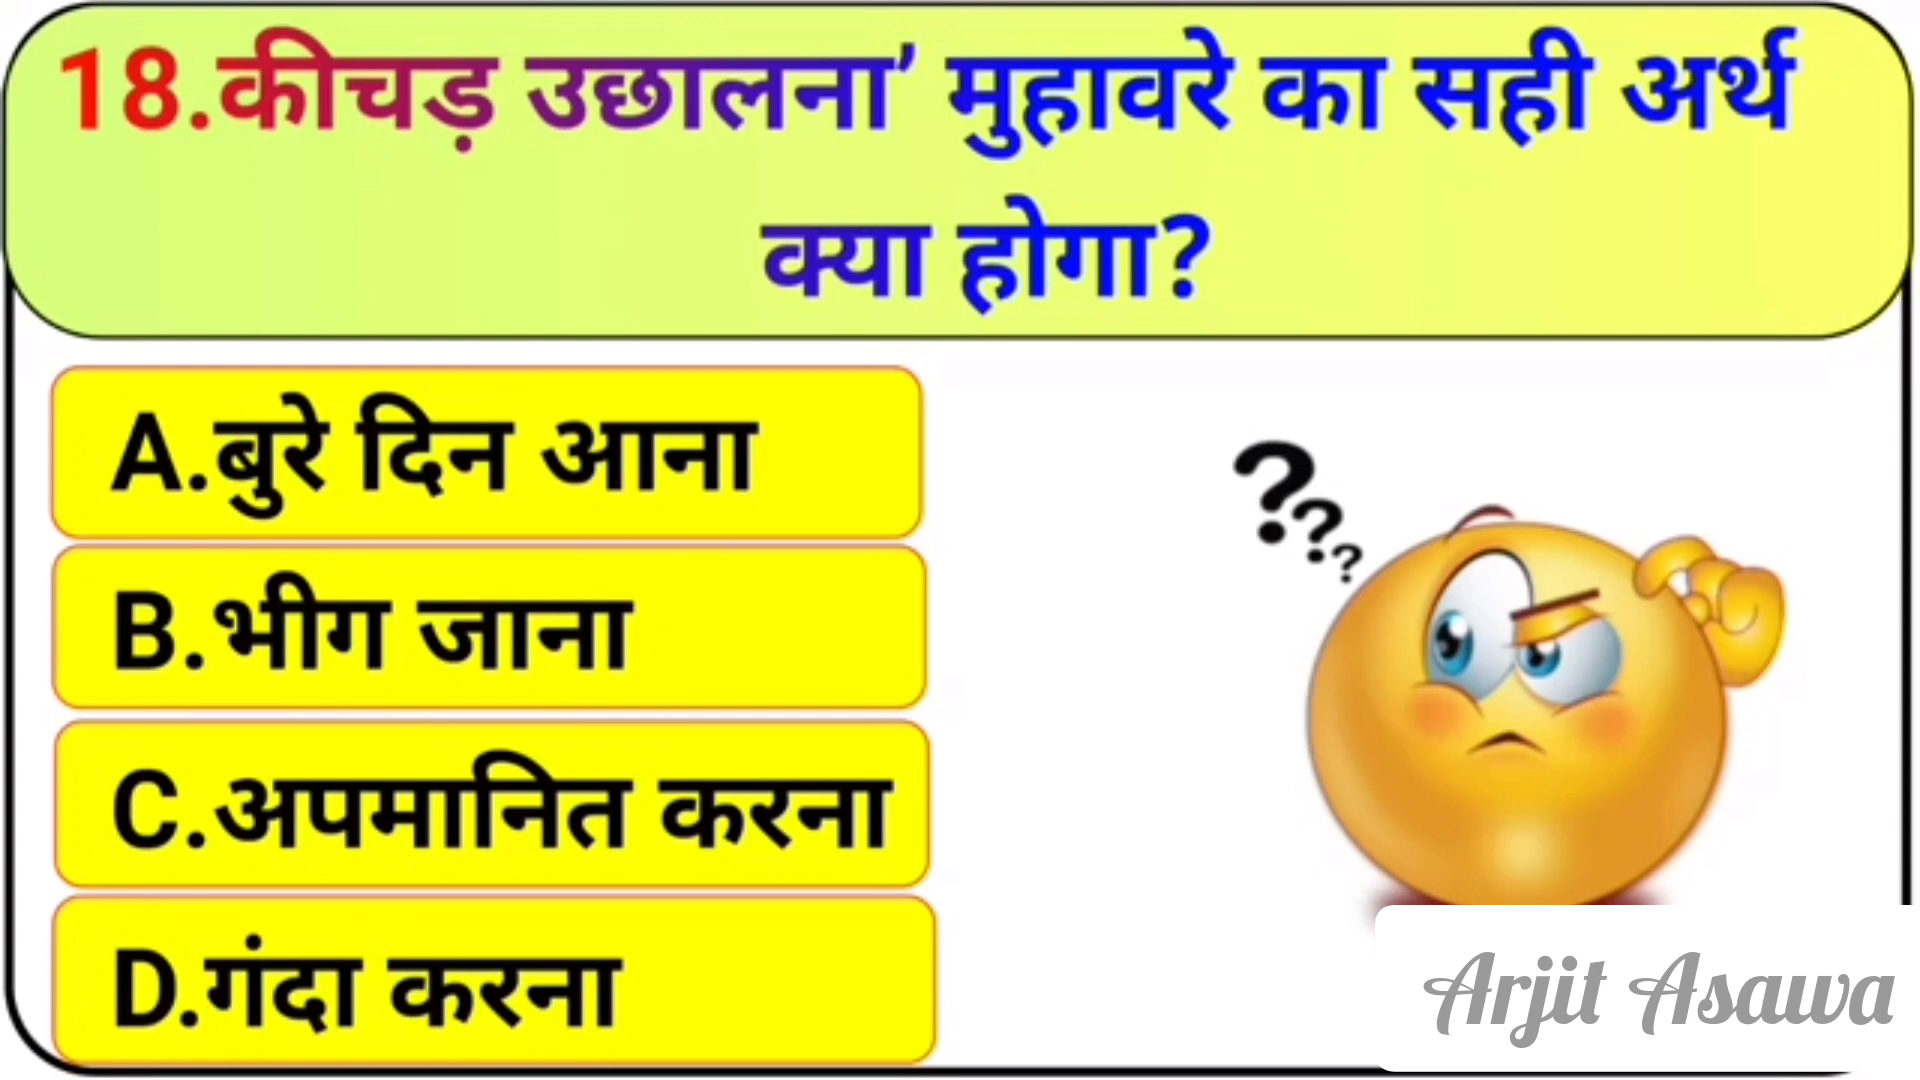 18.कीचड़ उछालना’ मुहावरे का सही अर्थ
क्या होगा?
A.बुरे दिन आना
???
B.भीग जाना
C.अपमानित करना
D.गंदा करना
Arjit Asawa